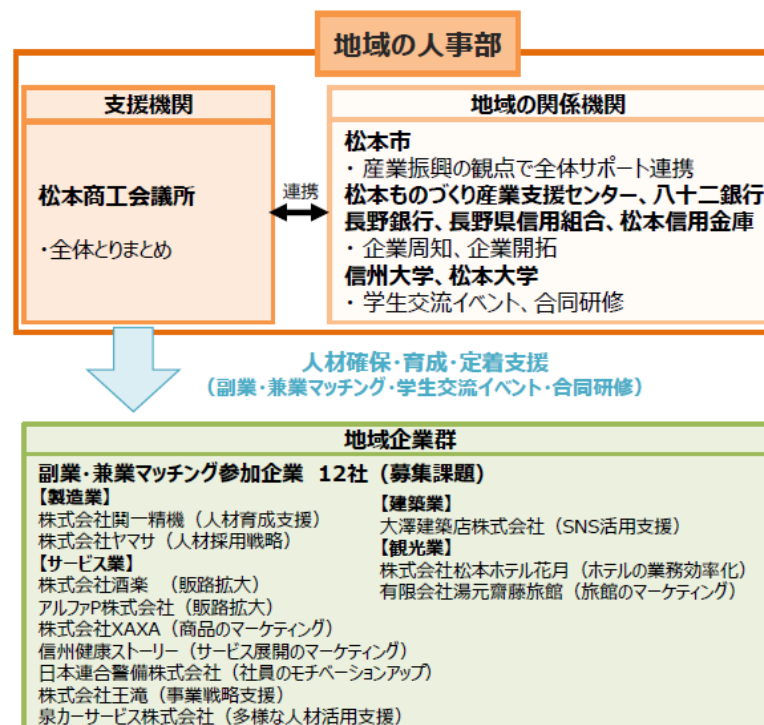 地域の人事部
支援機関
松本商工会議所
・全体とりまとめ
連携
地域の関係機関
松本市
・産業振興の観点で全体サポート連携
松本ものづくり産業支援センター、八十二銀行
長野銀行、長野県信用組合、松本信用金庫
・企業周知、企業開拓
信州大学、松本大学
・学生交流イベント、合同研修
人材確保・育成・定着支援
（副業・兼業マッチング・学生交流イベント・合同研修）
地域企業群
副業・兼業マッチング参加企業 12社（募集課題）
【製造業】
株式会社閧一精機（人材育成支援）
株式会社ヤマサ（人材採用戦略）
【サービス業】
株式会社酒楽 （販路拡大）
アルファP株式会社（販路拡大）
株式会社XAXA（商品のマーケティング）
信州健康ストーリー（サービス展開のマーケティング）
日本連合警備株式会社（社員のモチベーションアップ）
株式会社王滝（事業戦略支援）
泉カーサービス株式会社（多様な人材活用支援）
【建築業】
大澤建築店株式会社（SNS活用支援）
【観光業】
株式会社松本ホテル花月（ホテルの業務効率化）
有限会社湯元齋藤旅館（旅館のマーケティング）